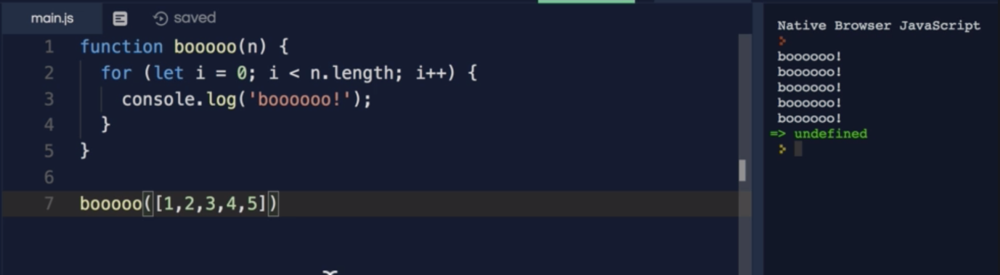 main.js saved
1 function booooo(n) {
2 for (let i = 0; i < n.length; i++) {
3 console.log('boooooo!');
4 }
5 }
6
7 booooo([1,2,3,4,5])
Native Browser JavaScript
boooooo!
boooooo!
boooooo!
boooooo!
boooooo!
=> undefined